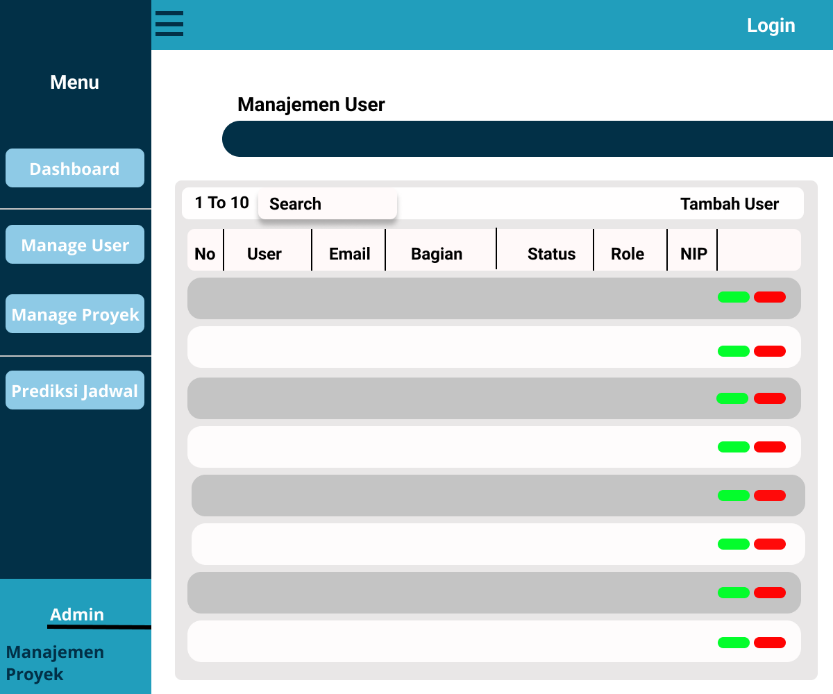 Login
Menu
Dashboard
Manage User
Manage Proyek
Prediksi Jadwal
Admin
Manajemen
Proyek
Manajemen User
1 To 10 Search Tambah User
No User Email Bagian Status Role NIP